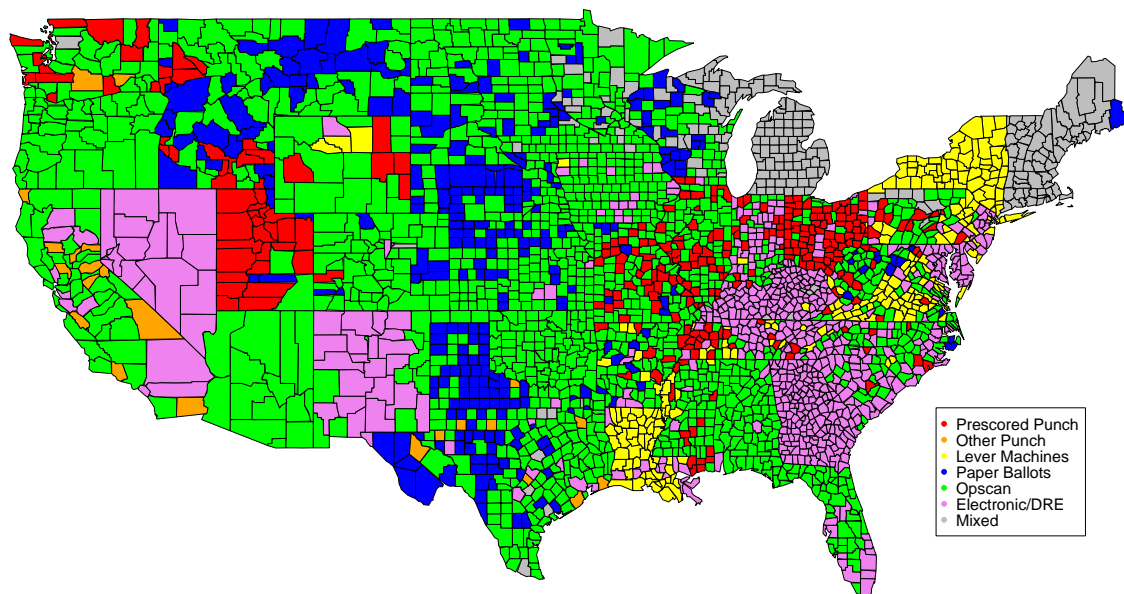 Prescored Punch
Other Punch
Lever Machines
Paper Ballots
Opscan
Electronic/DRE
Mixed